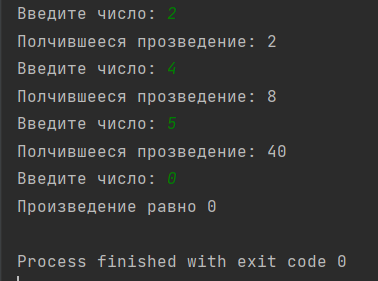 Введите число: 2
Полчившееся прозведение: 2
Введите число: 4
Полчившееся прозведение: 8
Введите число: 5
Полчившееся прозведение: 40
Введите число: 0
Произведение равно 0
Process finished with exit code 0